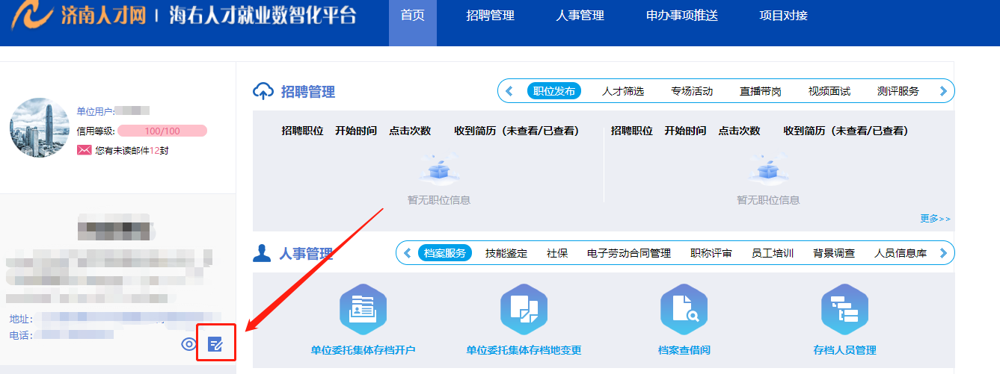 济南人才网 | 海右人才就业数智化平台
首页 招聘管理 人事管理 申办事项推送 项目对接
单位用户:
信用等级: 100/100
您有未读邮件12封
地址:
电话:
招聘管理
职位发布 人才筛选 专场活动 直播带岗 视频面试 测评服务
招聘职位 开始时间 点击次数 收到简历（未查看/已查看） 招聘职位 开始时间 点击次数 收到简历（未查看/已查看）
暂无职位信息 暂无职位信息
更多>>
人事管理
档案服务 技能鉴定 社保 电子劳动合同管理 职称评审 员工培训 背景调查 人员信息库
单位委托集体存档开户 单位委托集体存档地变更 档案查借阅 存档人员管理